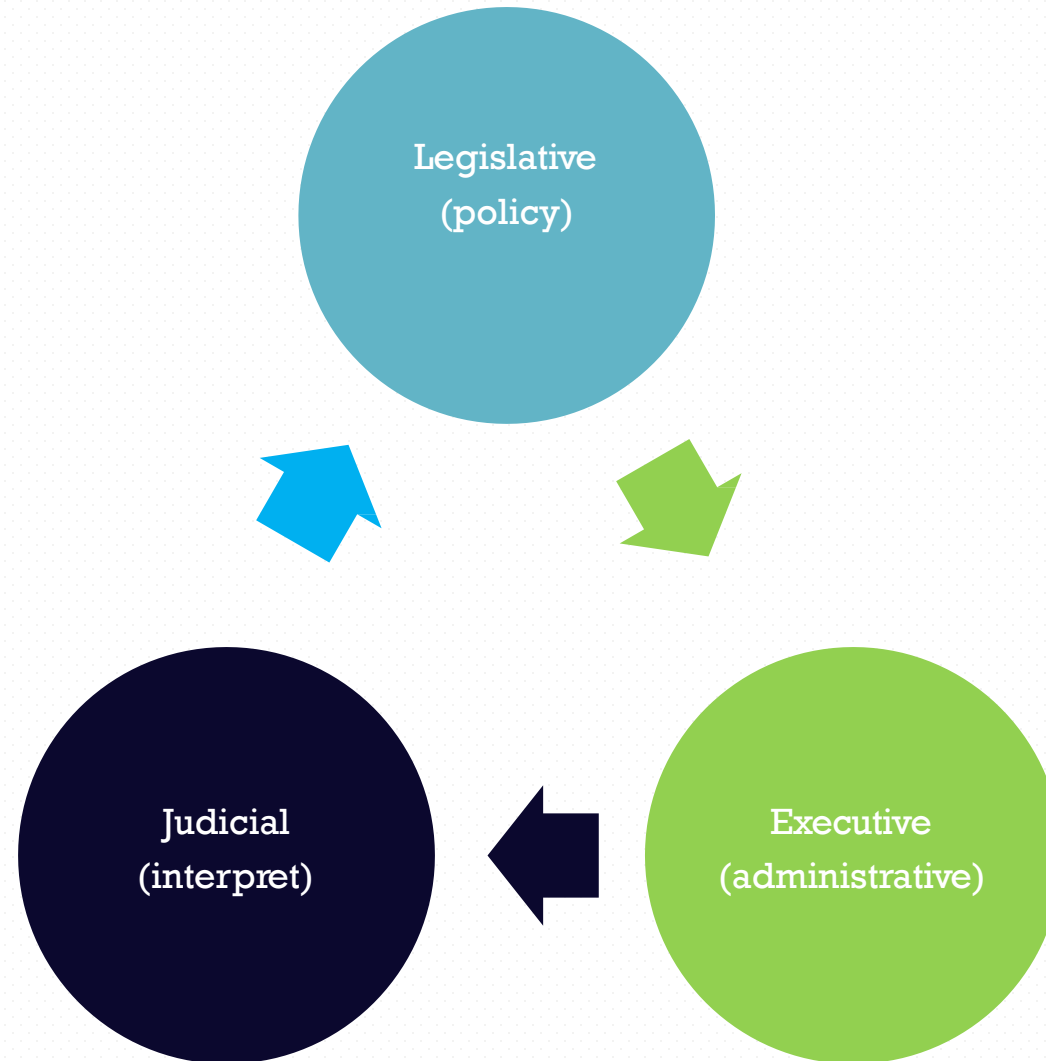 Legislative
(policy)
Judicial
(interpret)
Executive
(administrative)